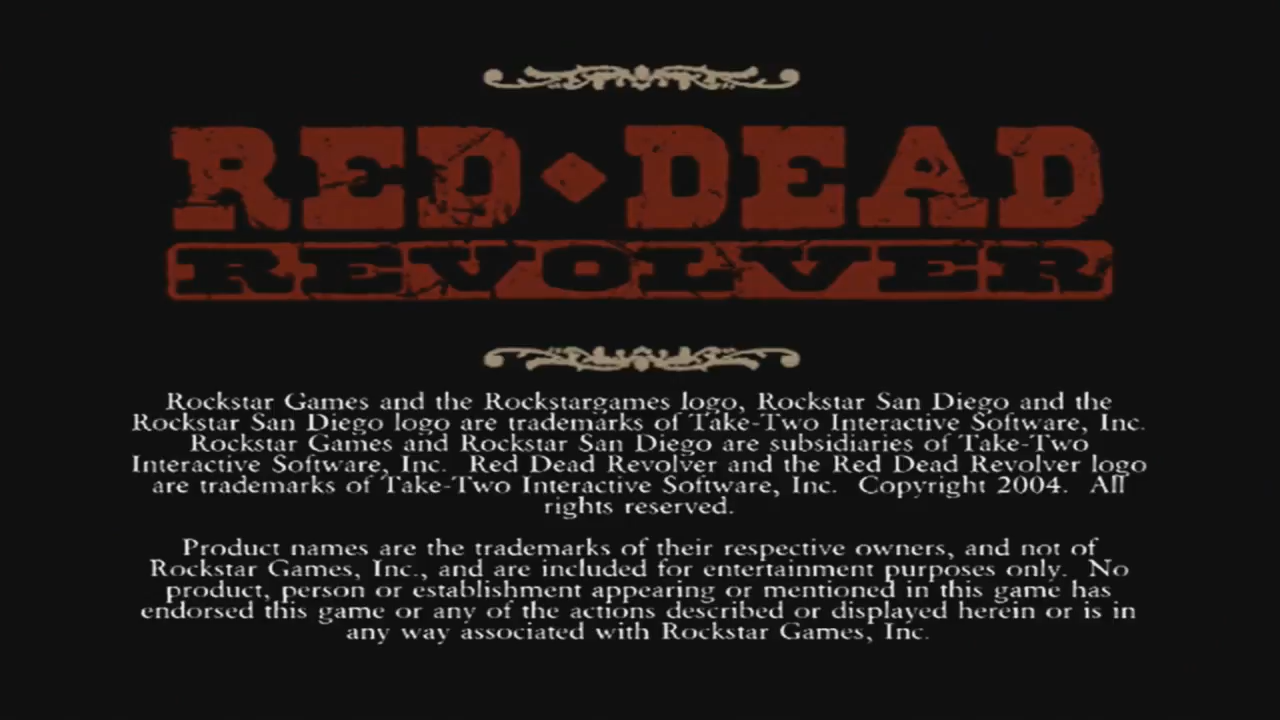 RED DEAD
REVOLVER
Rockstar Games and the Rockstargames logo, Rockstar San Diego and the
Rockstar San Diego logo are trademarks of Take-Two Interactive Software, Inc.
Rockstar Games and Rockstar San Diego are subsidiaries of Take-Two
Interactive Software, Inc. Red Dead Revolver and the Red Dead Revolver logo
are trademarks of Take-Two Interactive Software, Inc. Copyright 2004. All
rights reserved.
Product names are the trademarks of their respective owners, and not of
Rockstar Games, Inc., and are included for entertainment purposes only. No
product, person or establishment appearing or mentioned in this game has
endorsed this game or any of the actions described or displayed herein or is in
any way associated with Rockstar Games, Inc.